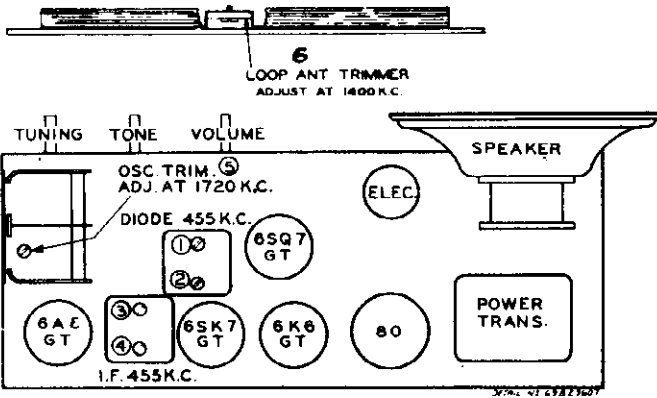 6
LOOP ANT TRIMMER
ADJUST AT 1400 K.C.
TUNING TONE VOLUME
SPEAKER
OSC. TRIM. ⑤
ADJ. AT 1720 K.C.
ELEC.
DIODE 455 K.C.
①
②
6SQ7
GT
③
④
6AE
GT
6SK7
GT
6K6
GT
80
POWER
TRANS.
I.F. 455 K.C.